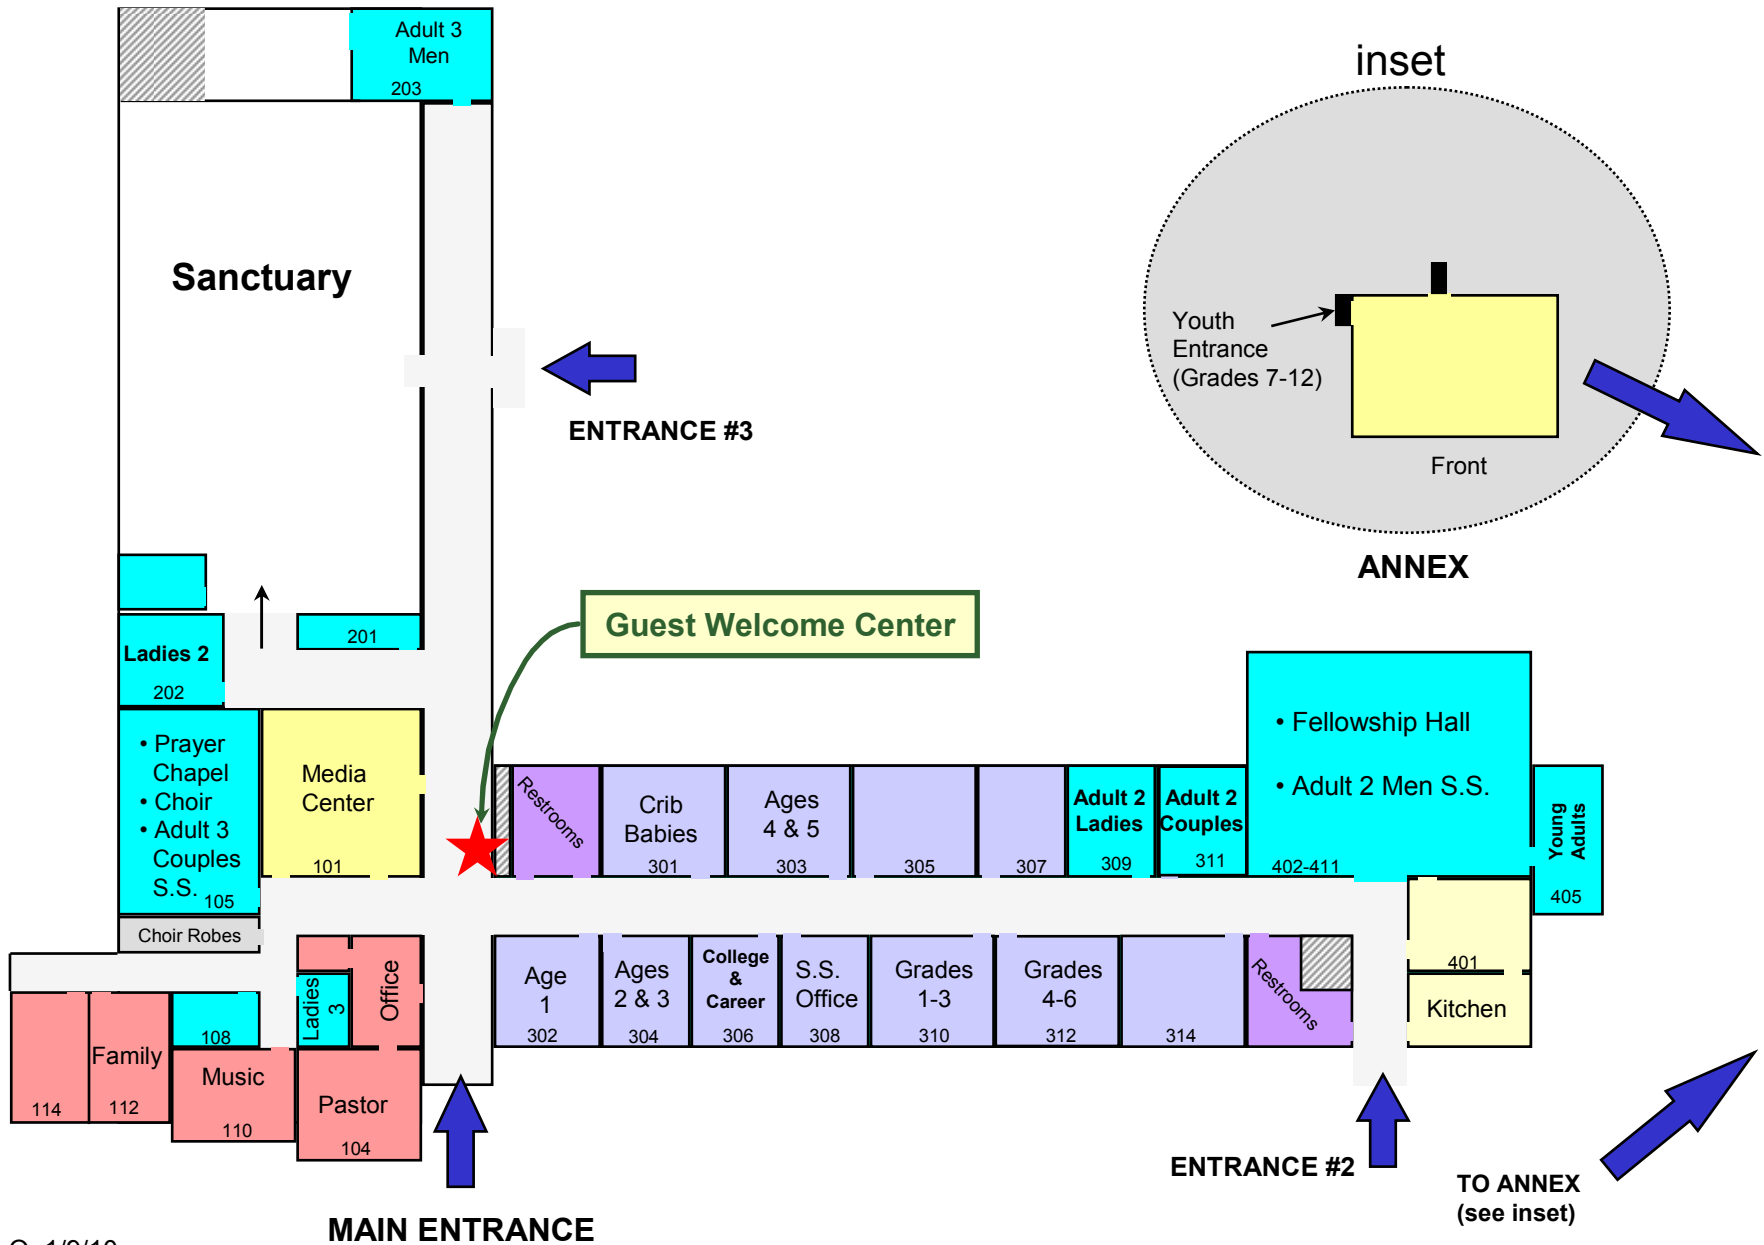 Adult 3
Men
203
inset
Sanctuary
Youth
Entrance
(Grades 7-12)
Front
ANNEX
ENTRANCE #3
Guest Welcome Center
201
Ladies 2
202
• Prayer
Chapel
• Choir
• Adult 3
Couples
S.S.
105
Media
Center
101
Choir Robes
Restrooms
Crib
Babies
301
Ages
4 & 5
303
305
307
Adult 2
Ladies
309
Adult 2
Couples
311
• Fellowship Hall
• Adult 2 Men S.S.
402-411
Young
Adults
405
Age
1
302
Ages
2 & 3
304
College
&
Career
306
S.S.
Office
308
Grades
1-3
310
Grades
4-6
312
314
Restrooms
401
Kitchen
Ladies
3
Office
108
Family
112
114
Music
110
Pastor
104
MAIN ENTRANCE
ENTRANCE #2
TO ANNEX
(see inset)